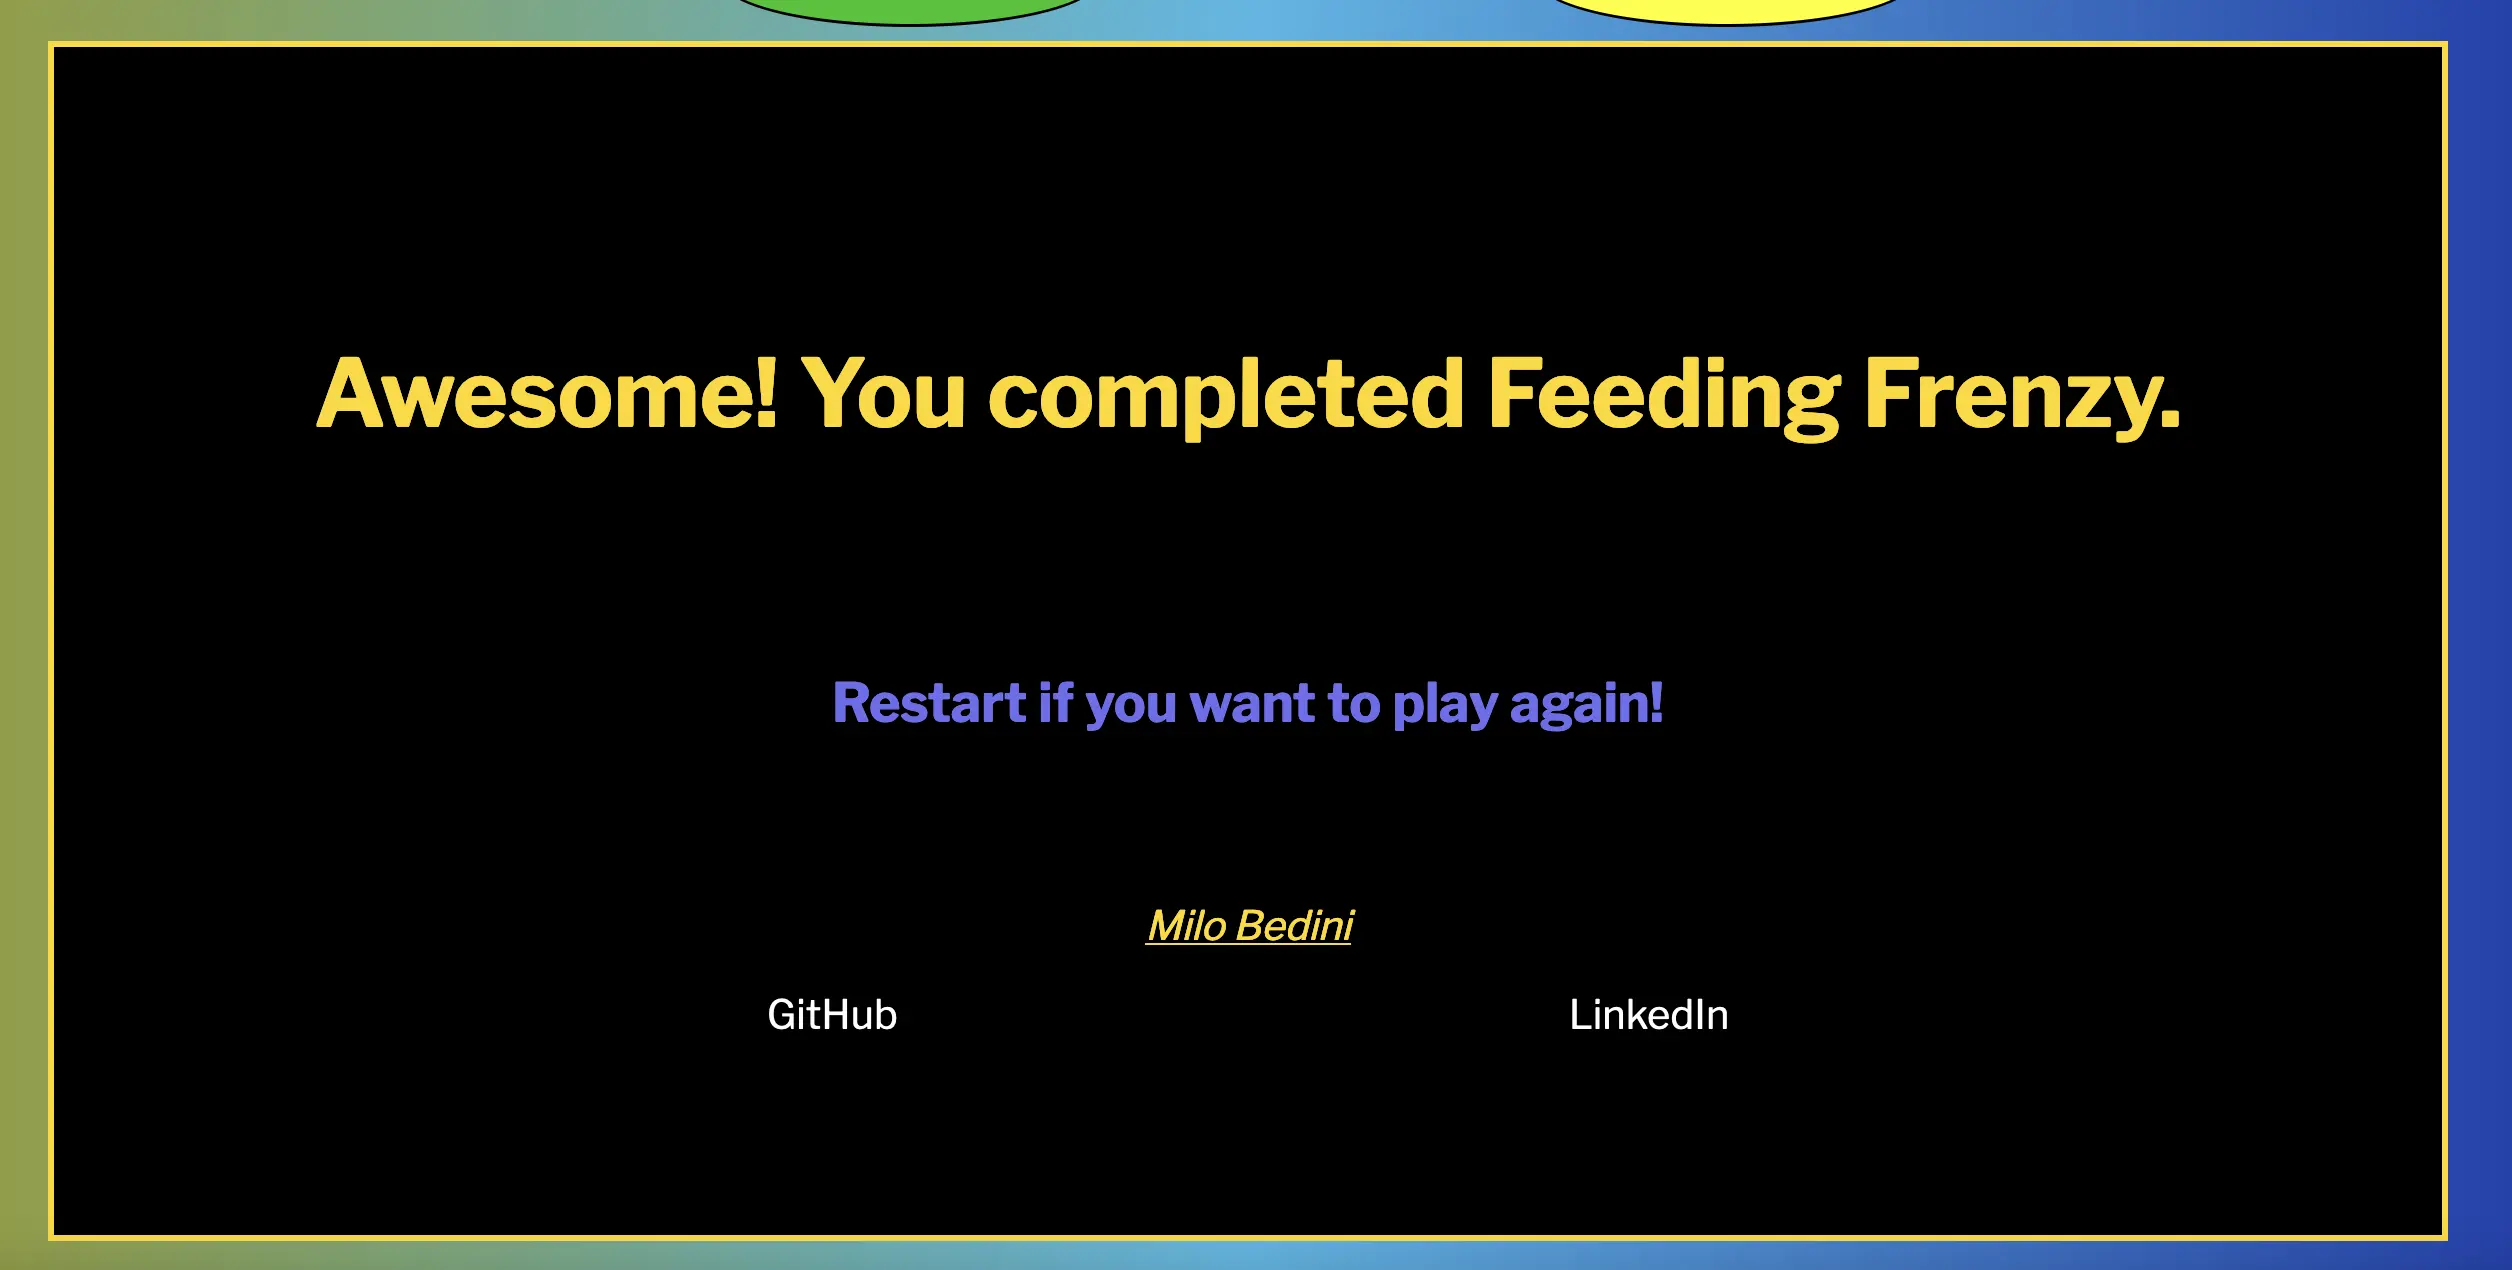 Awesome! You completed Feeding Frenzy.
Restart if you want to play again!
Milo Bedini
GitHub
LinkedIn